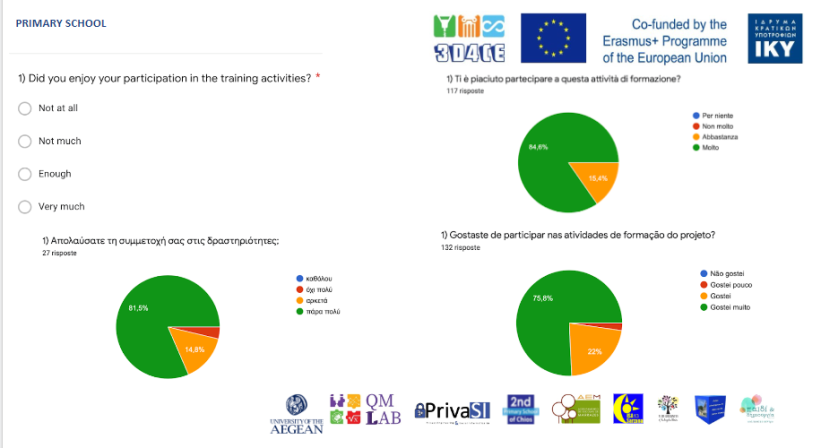 PRIMARY SCHOOL
3D4CE
Co-funded by the
Erasmus+ Programme
of the European Union
ΙΔΡΥΜΑ
ΚΡΑΤΙΚΩΝ
ΥΠΟΤΡΟΦΙΩΝ
IKY
1) Did you enjoy your participation in the training activities? *
Not at all
Not much
Enough
Very much
1) Ti è piaciuto partecipare a questa attività di formazione?
117 risposte
Per niente
Non molto
Abbastanza
Molto
84,6%
15,4%
1) Απολαύσατε τη συμμετοχή σας στις δραστηριότητες;
27 risposte
καθόλου
όχι πολύ
αρκετά
πάρα πολύ
81,5%
14,8%
1) Gostaste de participar nas atividades de formação do projeto?
132 risposte
Não gostei
Gostei pouco
Gostei
Gostei muito
75,8%
22%
UNIVERSITY OF THE
AEGEAN
QM
LAB
PrivaSI
2nd
Primary School
of Chios